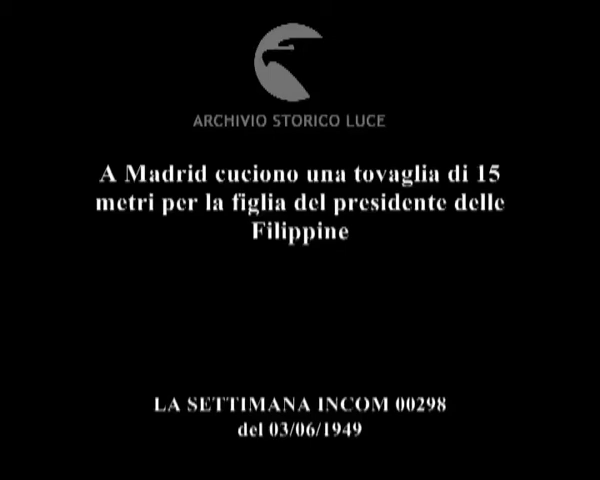 ARCHIVIO STORICO LUCE
A Madrid cuciono una tovaglia di 15
metri per la figlia del presidente delle
Filippine
LA SETTIMANA INCOM 00298
del 03/06/1949